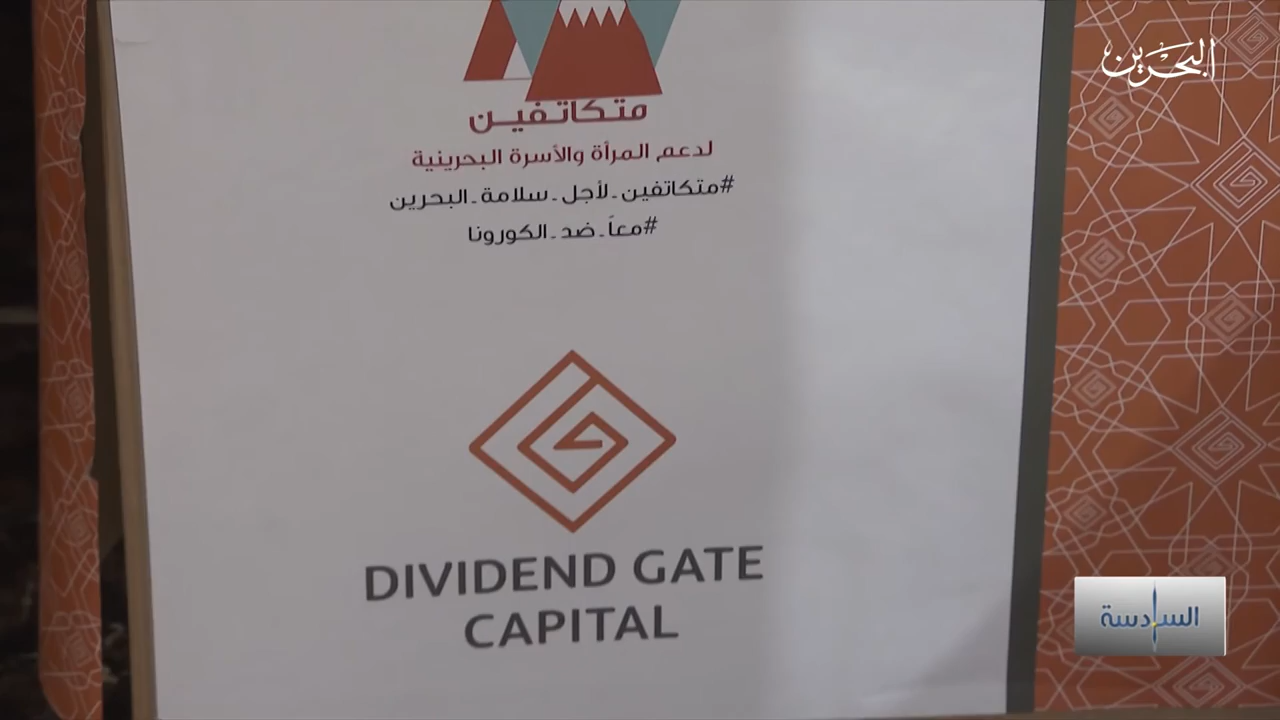 البحرين
متكاتفين
لدعم المرأة والأسرة البحرينية
#متكاتفين_لأجل_سلامة_البحرين
#معاً_ضد_الكورونا
DIVIDEND GATE
CAPITAL
السادسة